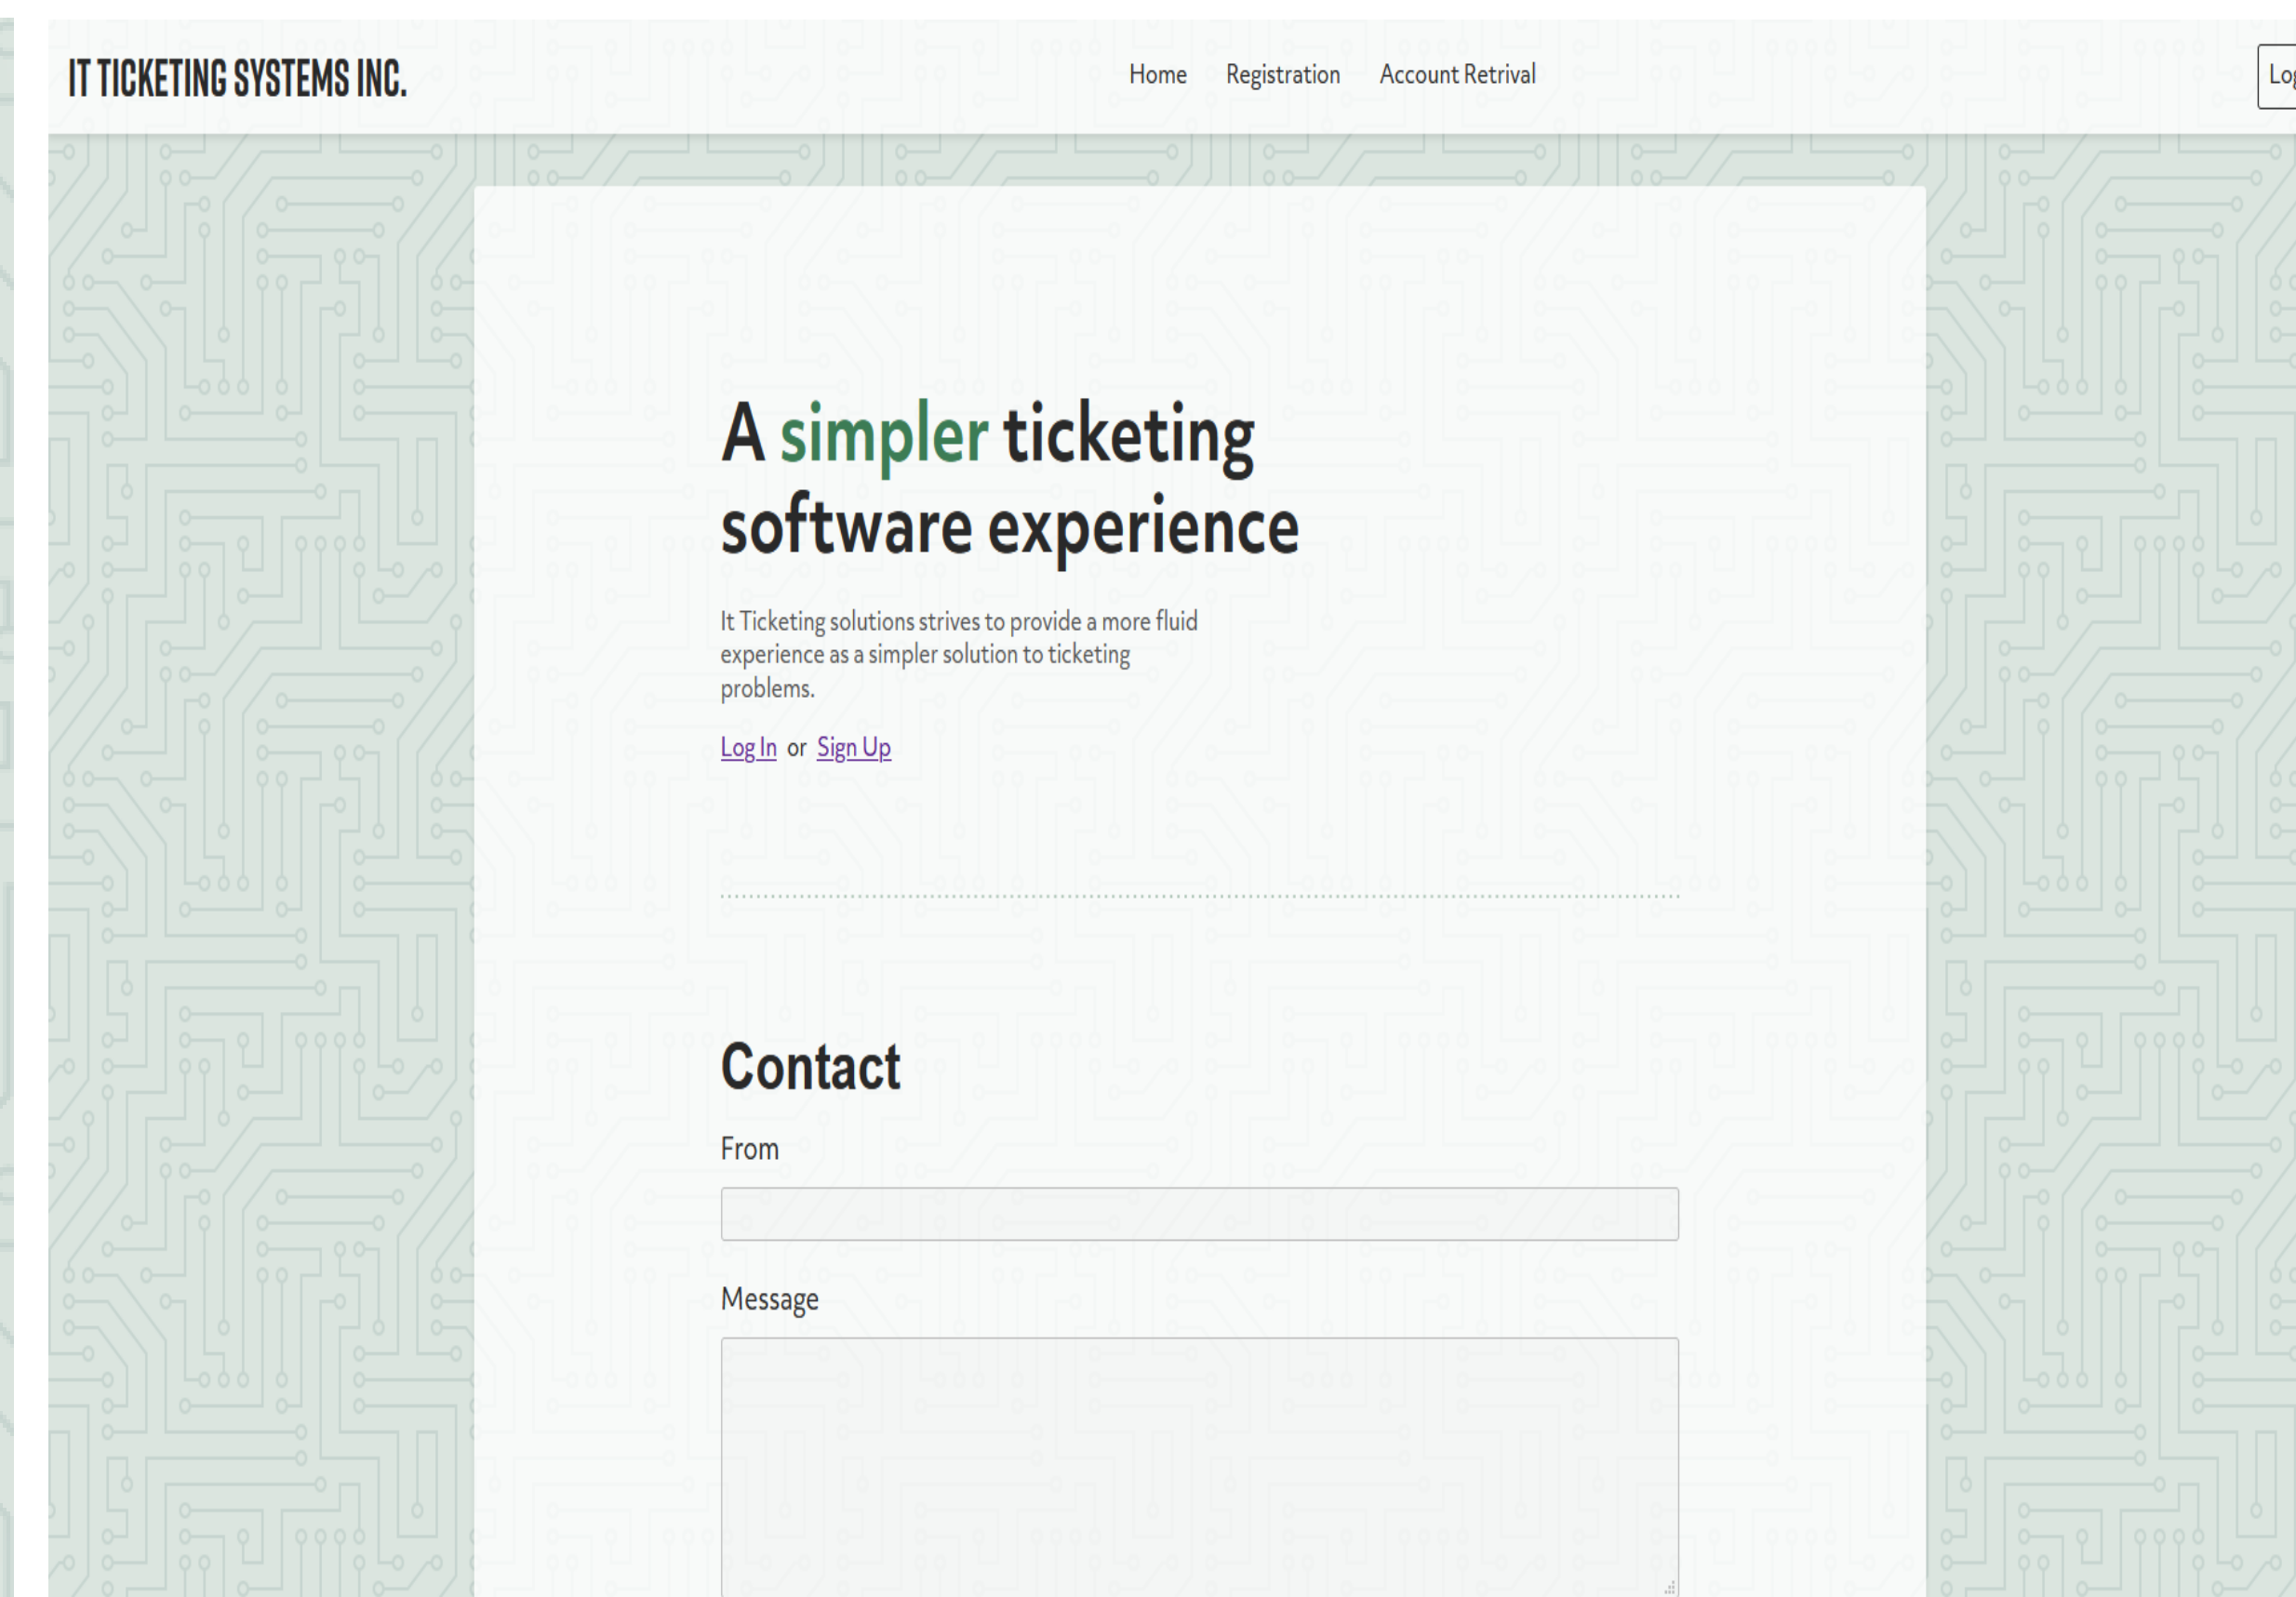 IT TICKETING SYSTEMS INC.
Home Registration Account Retrival
A simpler ticketing
software experience
It Ticketing solutions strives to provide a more fluid
experience as a simpler solution to ticketing
problems.
Log In or Sign Up
Contact
From
Message